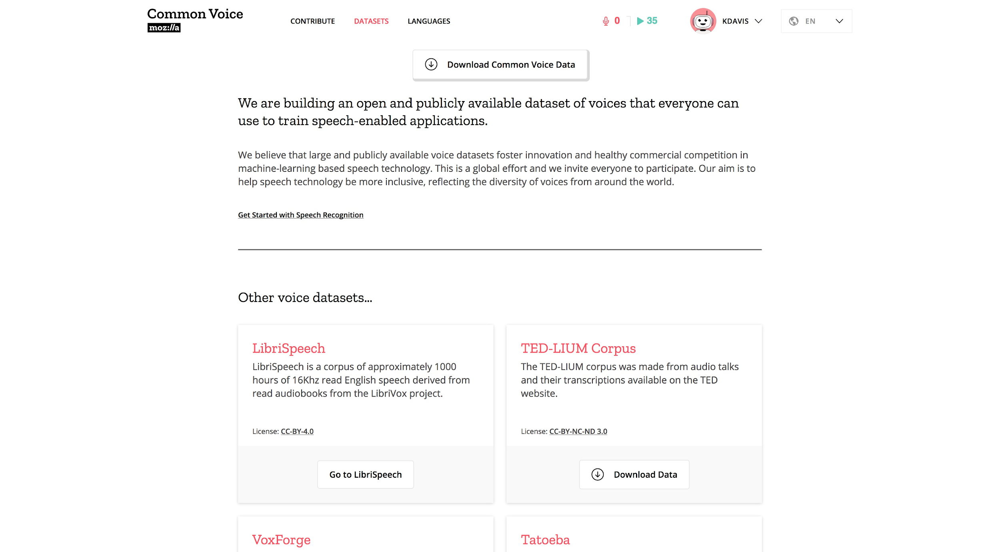 Common Voice
moz://a
CONTRIBUTE
DATASETS
LANGUAGES
0
35
KDAVIS
EN
Download Common Voice Data
We are building an open and publicly available dataset of voices that everyone can
use to train speech-enabled applications.
We believe that large and publicly available voice datasets foster innovation and healthy commercial competition in
machine-learning based speech technology. This is a global effort and we invite everyone to participate. Our aim is to
help speech technology be more inclusive, reflecting the diversity of voices from around the world.
Get Started with Speech Recognition
Other voice datasets...
LibriSpeech
LibriSpeech is a corpus of approximately 1000
hours of 16Khz read English speech derived from
read audiobooks from the LibriVox project.
License: CC-BY-4.0
Go to LibriSpeech
TED-LIUM Corpus
The TED-LIUM corpus was made from audio talks
and their transcriptions available on the TED
website.
License: CC-BY-NC-ND 3.0
Download Data
VoxForge
Tatoeba